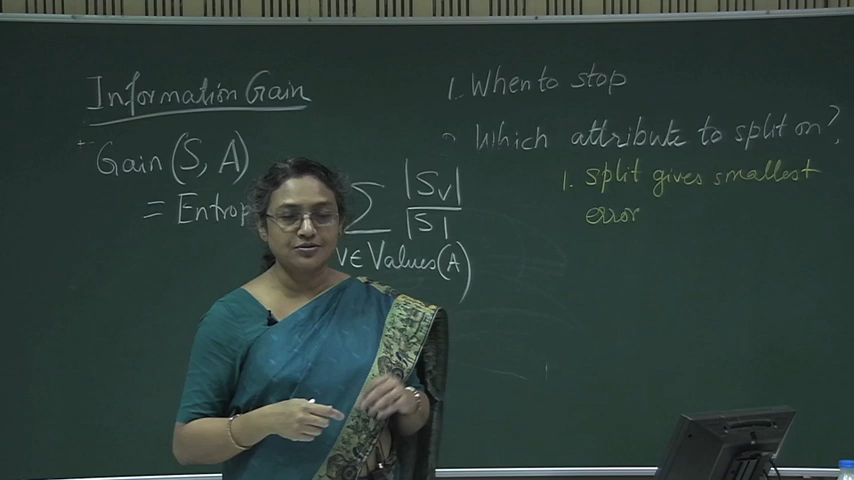 Information Gain
Gain (S, A)
= Entrop
∑ |Sv| / |S|
v∈ Values(A)
1. When to stop
Which attribute to split on?
1. split gives smallest
error